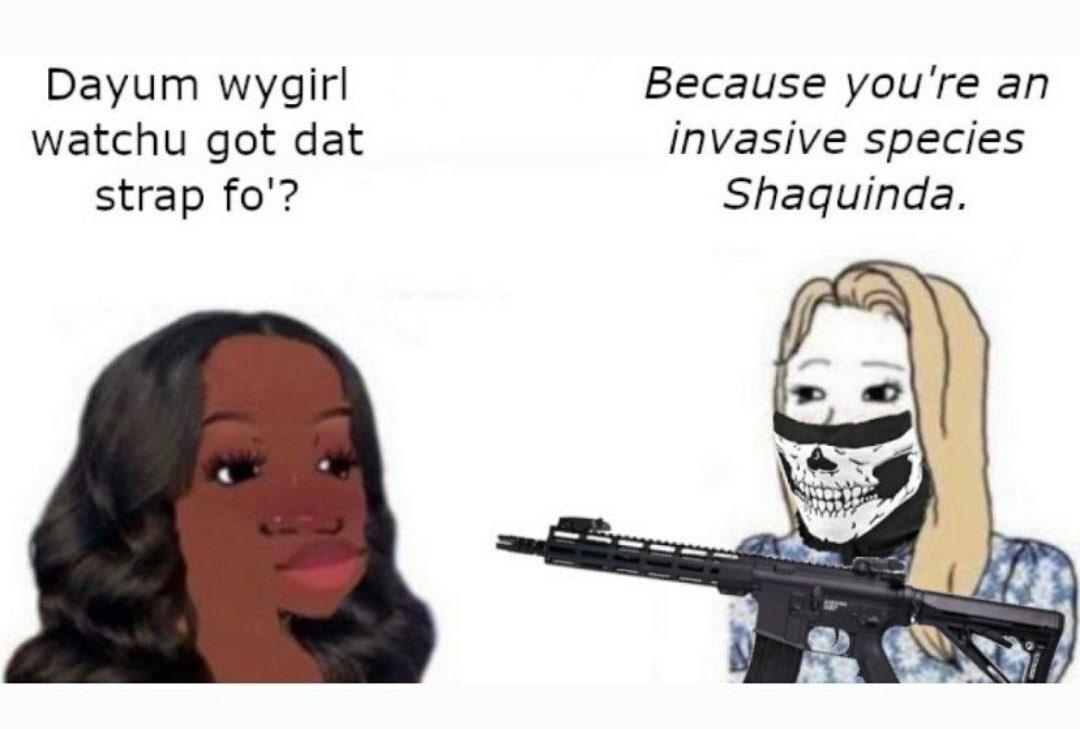 Dayum wygirl
watchu got dat
strap fo'?
Because you're an
invasive species
Shaquinda.